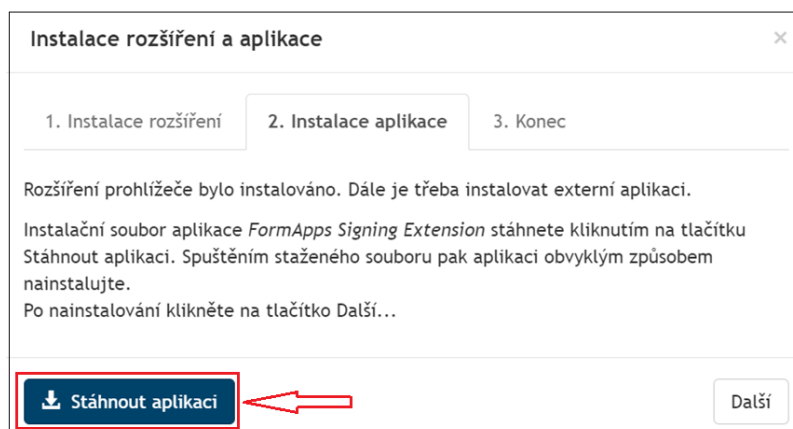 Instalace rozšíření a aplikace ×
1. Instalace rozšíření 2. Instalace aplikace 3. Konec
Rozšíření prohlížeče bylo instalováno. Dále je třeba instalovat externí aplikaci.
Instalační soubor aplikace FormApps Signing Extension stáhnete kliknutím na tlačítku
Stáhnout aplikaci. Spuštěním staženého souboru pak aplikaci obvyklým způsobem
nainstalujte.
Po nainstalování klikněte na tlačítko Další...
Stáhnout aplikaci Další